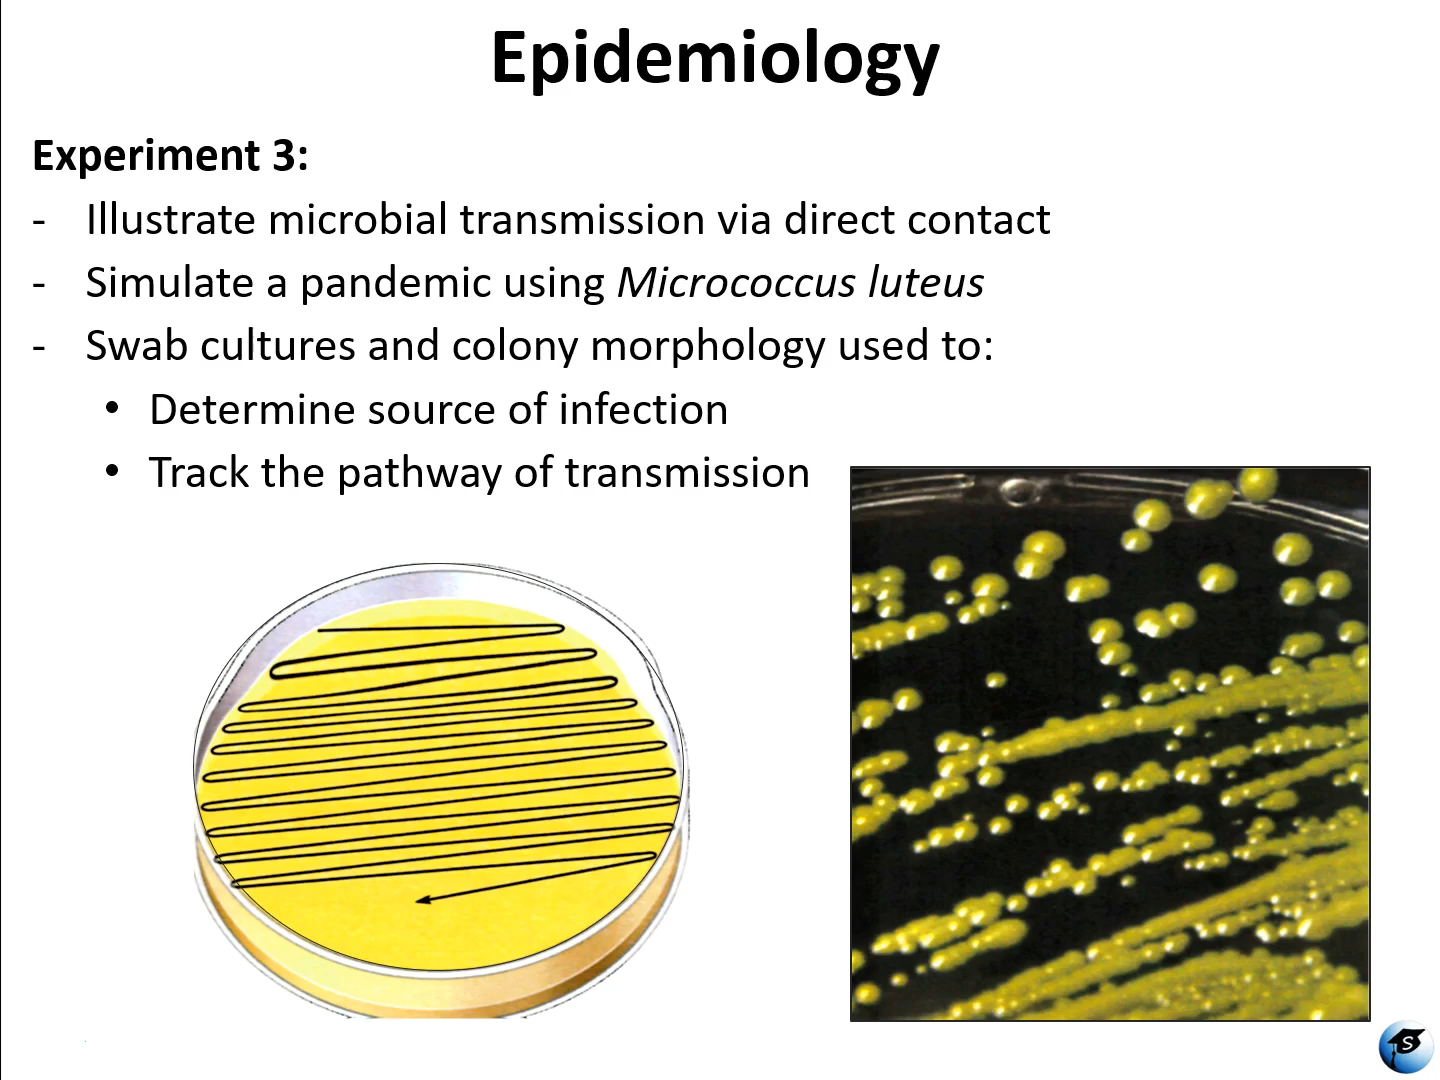 Epidemiology
Experiment 3:
- Illustrate microbial transmission via direct contact
- Simulate a pandemic using Micrococcus luteus
- Swab cultures and colony morphology used to:
• Determine source of infection
• Track the pathway of transmission
S